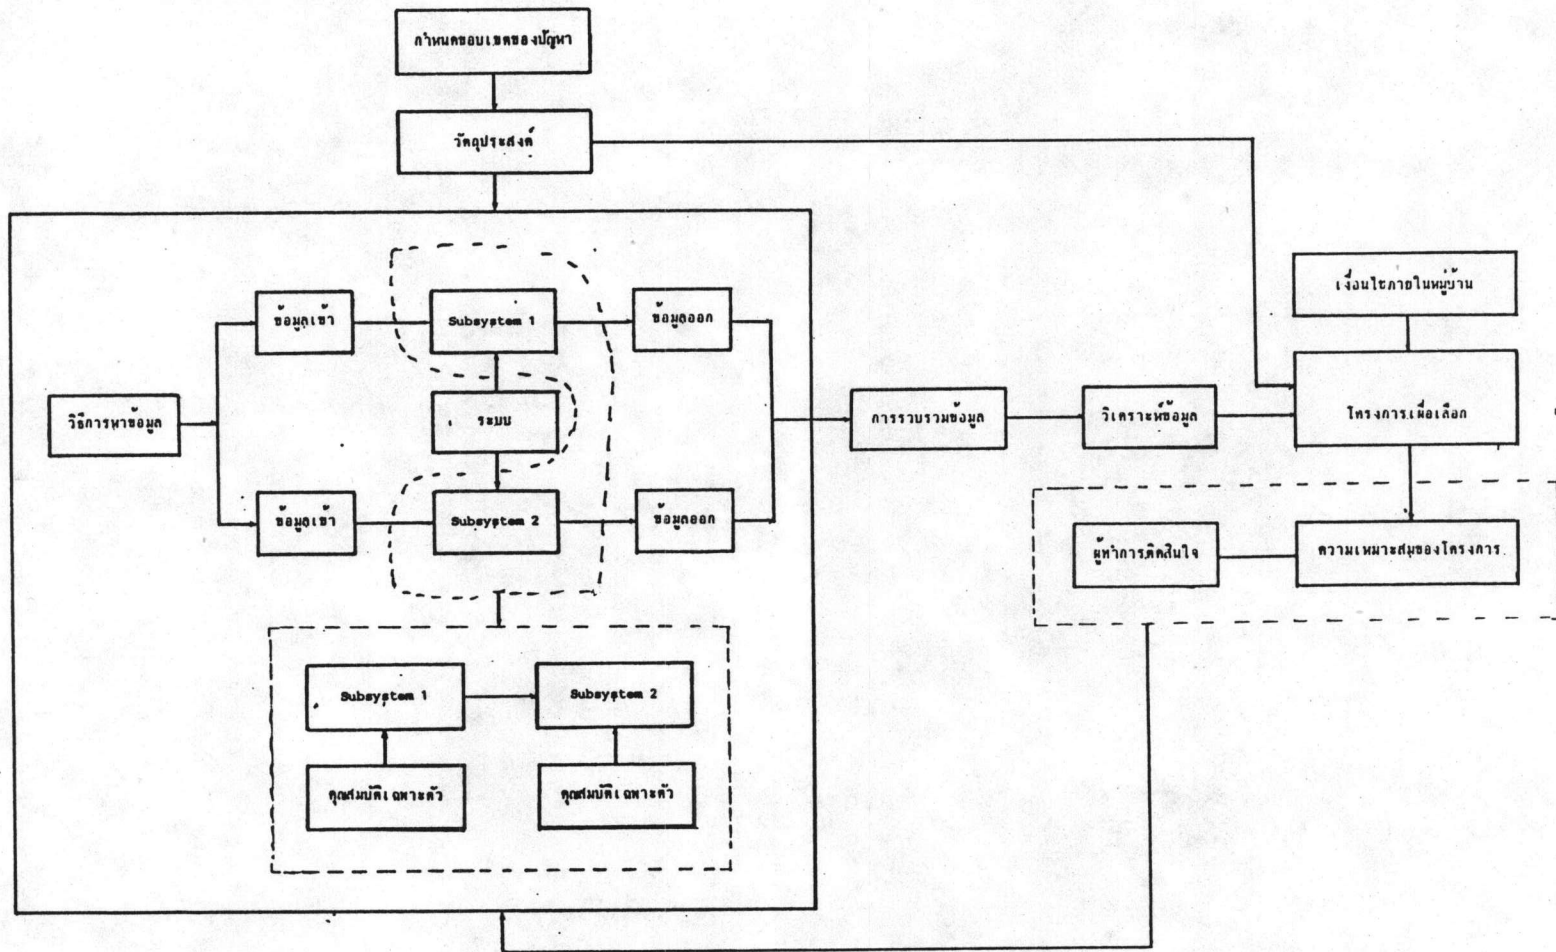 กำหนดขอบเขตของปัญหา
วัตถุประสงค์
เงื่อนไขภายในหมู่บ้าน
ข้อมูลเข้า
Subsystem 1
ข้อมูลออก
วิธีการหาข้อมูล
ระบบ
การรวบรวมข้อมูล
วิเคราะห์ข้อมูล
โครงการเผื่อเลือก
ข้อมูลเข้า
Subsystem 2
ข้อมูลออก
ผู้ทำการตัดสินใจ
ความเหมาะสมของโครงการ
Subsystem 1
Subsystem 2
คุณสมบัติเฉพาะตัว
คุณสมบัติเฉพาะตัว